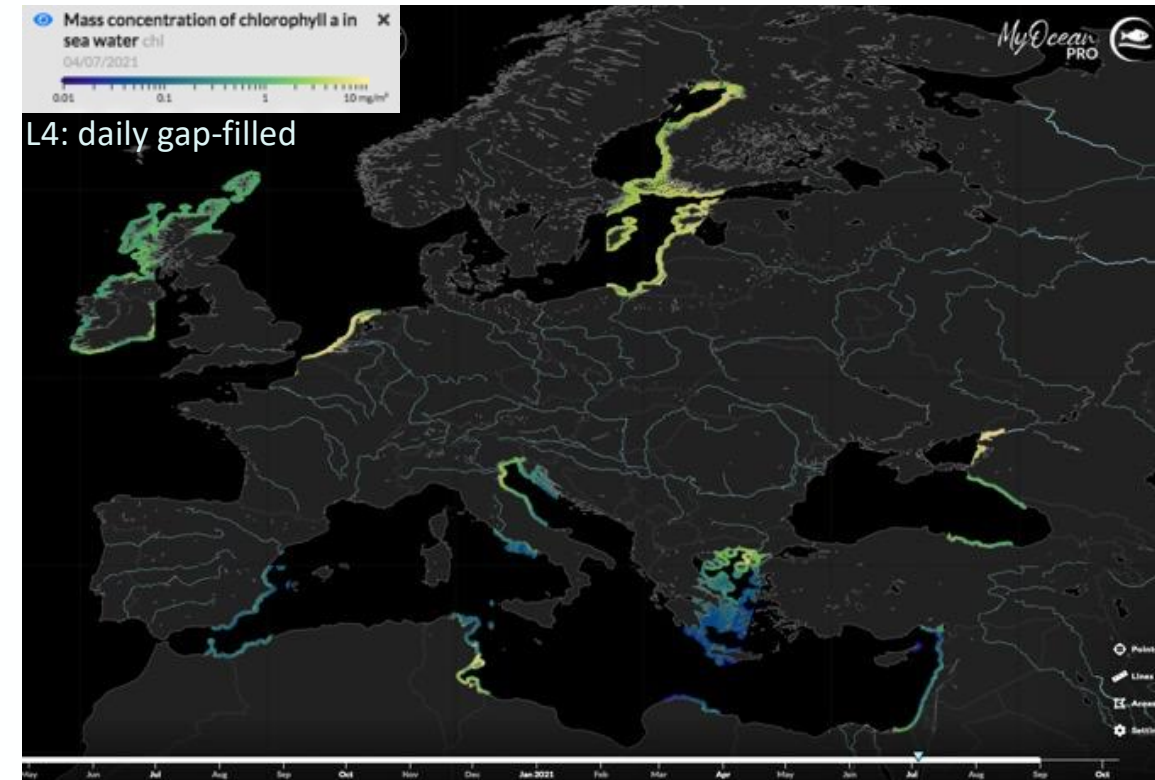 Mass concentration of chlorophyll a in
sea water chl
04/07/2021
0.01 0.1 1 10 mg/m³
L4: daily gap-filled
MyOcean
PRO
Points
Lines
Areas
May Jun Jul Aug Sep Oct Nov Dec Jan 2021 Feb Mar Apr May Jun Jul Aug Oct